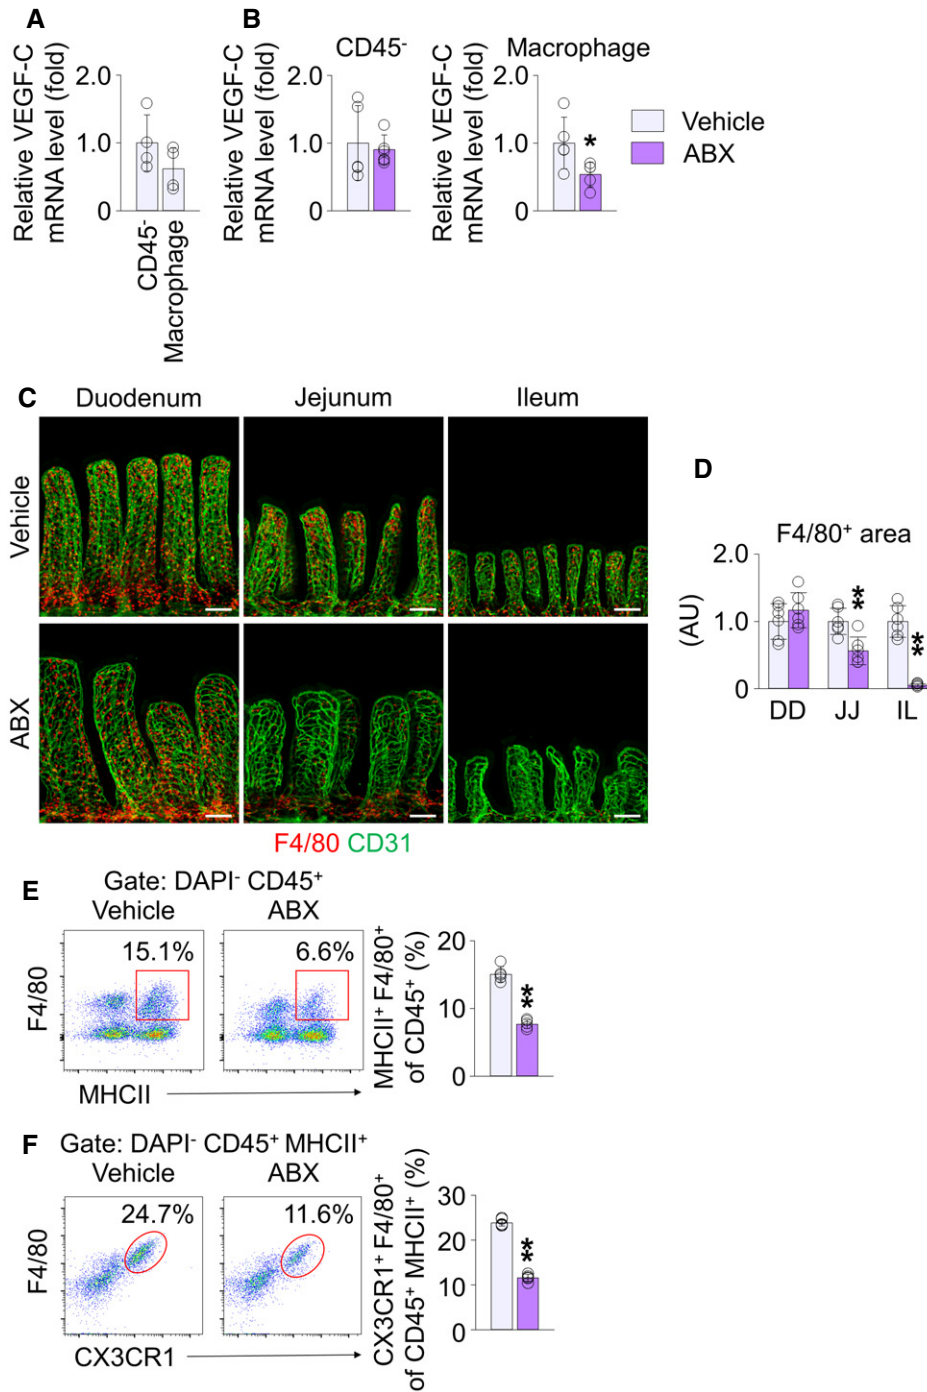 A
Relative VEGF-C
mRNA level (fold)
2.0
1.0
0
CD45-
Macrophage
B
CD45-
Relative VEGF-C
mRNA level (fold)
2.0
1.0
0
Macrophage
Relative VEGF-C
mRNA level (fold)
2.0
1.0
0
*
Vehicle
ABX
C
Duodenum
Jejunum
Ileum
Vehicle
ABX
F4/80 CD31
D
F4/80+ area
(AU)
2.0
1.0
0
**
**
DD
JJ
IL
E
Gate: DAPI- CD45+
Vehicle
ABX
F4/80
15.1%
6.6%
MHCII
MHCII+ F4/80+
of CD45+ (%)
20
10
0
**
F
Gate: DAPI- CD45+ MHCII+
Vehicle
ABX
F4/80
24.7%
11.6%
CX3CR1
CX3CR1+ F4/80+
of CD45+ MHCII+ (%)
30
20
10
0
**